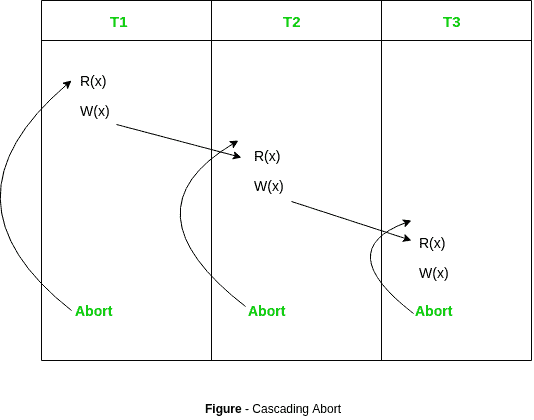 T1 T2 T3
R(x)
W(x)
R(x)
W(x)
R(x)
W(x)
Abort Abort Abort
Figure - Cascading Abort